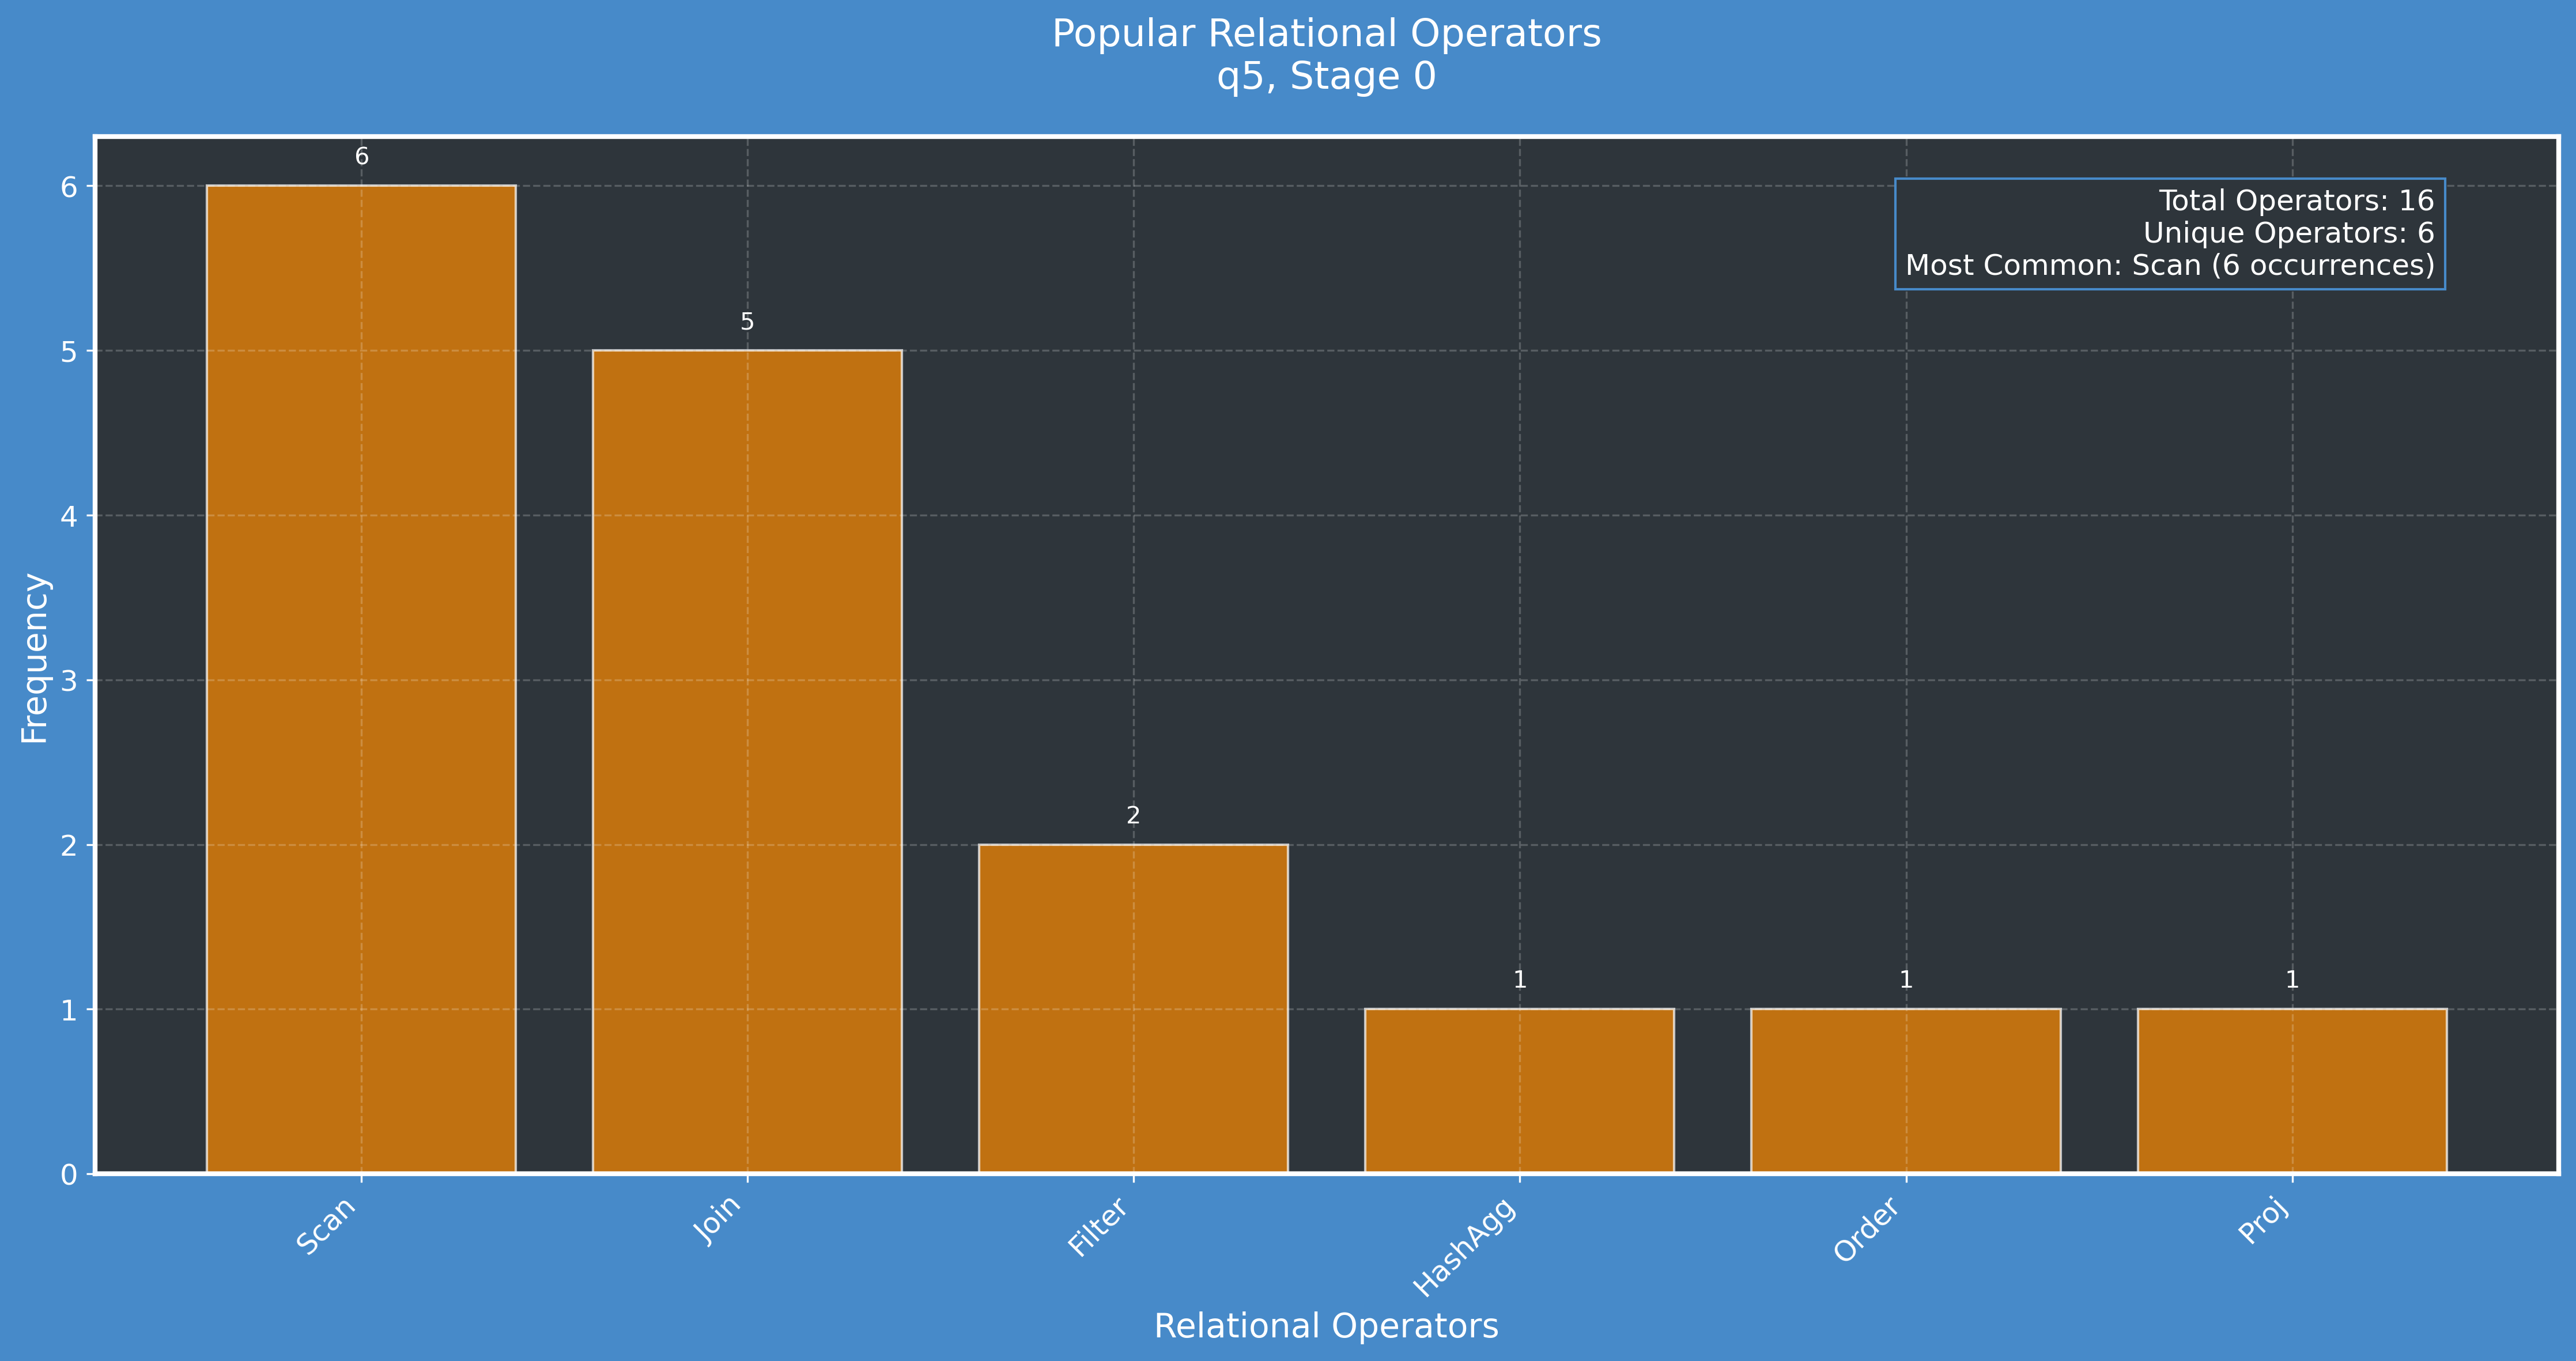 Popular Relational Operators
q5, Stage 0
Total Operators: 16
Unique Operators: 6
Most Common: Scan (6 occurrences)
Frequency
6
5
4
3
2
1
0
6
5
2
1
1
1
Scan
Join
Filter
HashAgg
Order
Proj
Relational Operators